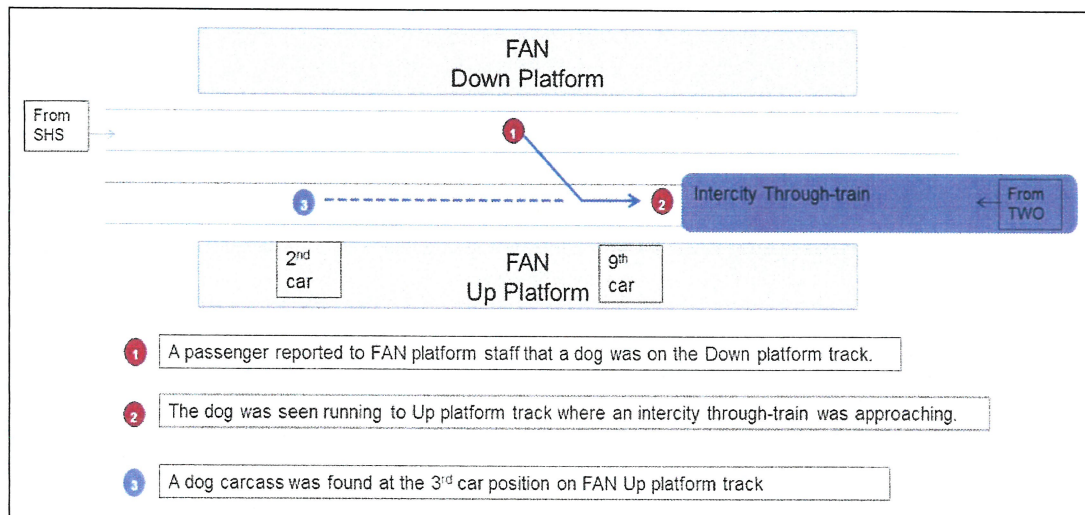 FAN
Down Platform
From
SHS
1
3
2
Intercity Through-train
From
TWO
2nd
car
FAN
Up Platform
9th
car
1 A passenger reported to FAN platform staff that a dog was on the Down platform track.
2 The dog was seen running to Up platform track where an intercity through-train was approaching.
3 A dog carcass was found at the 3rd car position on FAN Up platform track